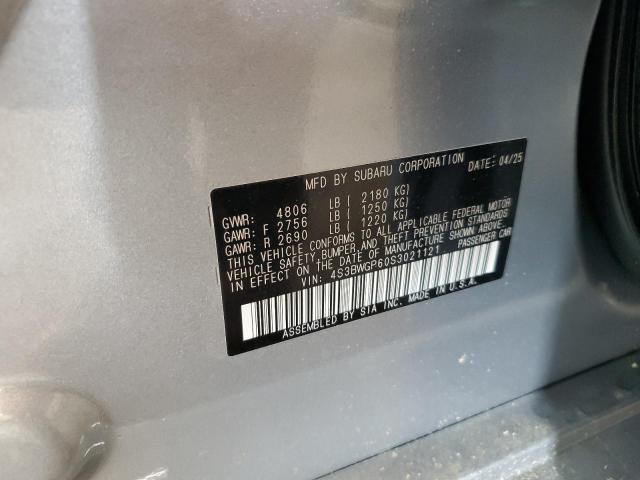 MFD BY SUBARU CORPORATION DATE: 04/25
GVWR: 4806 LB ( 2180 KG)
GAWR: F 2756 LB ( 1250 KG)
GAWR: R 2690 LB ( 1220 KG)
THIS VEHICLE CONFORMS TO ALL APPLICABLE FEDERAL MOTOR
VEHICLE SAFETY, BUMPER, AND THEFT PREVENTION STANDARDS
IN EFFECT ON THE DATE OF MANUFACTURE SHOWN ABOVE.
VIN: 4S3BWGP60S3021121 PASSENGER CAR
ASSEMBLED BY SIA INC. MADE IN U.S.A.